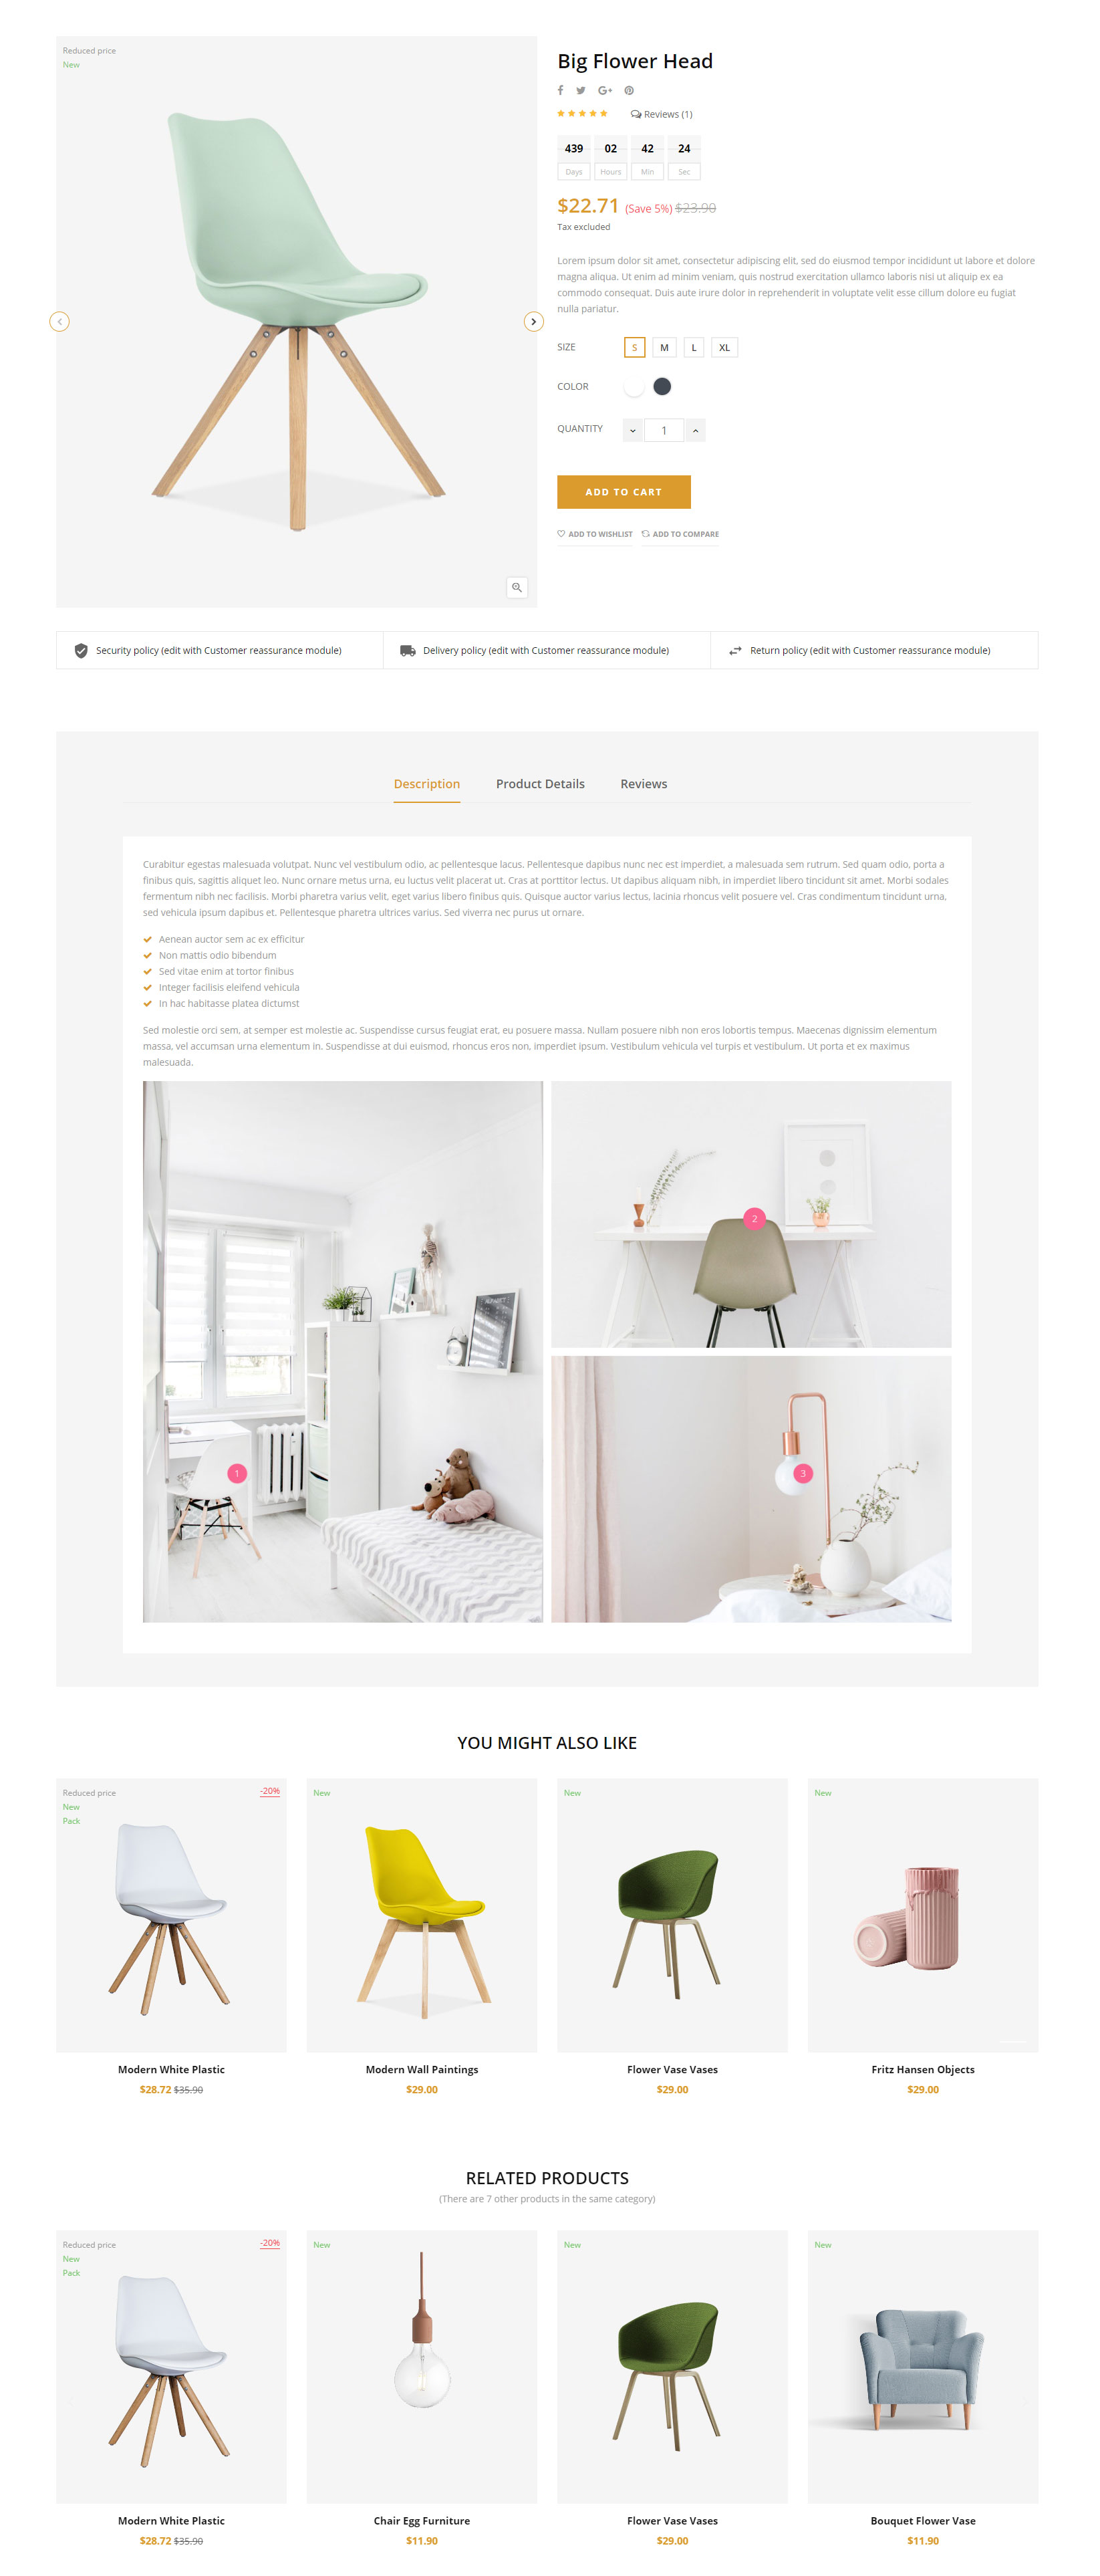 Reduced price
New
Big Flower Head
Reviews (1)
439 02 42 24
Days Hours Min Sec
$22.71 (Save 5%) $23.90
Tax excluded
Lorem ipsum dolor sit amet, consectetur adipiscing elit, sed do eiusmod tempor incididunt ut labore et dolore
magna aliqua. Ut enim ad minim veniam, quis nostrud exercitation ullamco laboris nisi ut aliquip ex ea
commodo consequat. Duis aute irure dolor in reprehenderit in voluptate velit esse cillum dolore eu fugiat
nulla pariatur.
SIZE S M L XL
COLOR
QUANTITY 1
ADD TO CART
ADD TO WISHLIST ADD TO COMPARE
Security policy (edit with Customer reassurance module) Delivery policy (edit with Customer reassurance module) Return policy (edit with Customer reassurance module)
Description Product Details Reviews
Curabitur egestas malesuada volutpat. Nunc vel vestibulum odio, ac pellentesque lacus. Pellentesque dapibus nunc nec est imperdiet, a malesuada sem rutrum. Sed quam odio, porta a
finibus quis, sagittis aliquet leo. Nunc ornare metus urna, eu luctus velit placerat ut. Cras at porttitor lectus. Ut dapibus aliquam nibh, in imperdiet libero tincidunt sit amet. Morbi sodales
fermentum nibh nec facilisis. Morbi pharetra varius velit, eget varius libero finibus quis. Quisque auctor varius lectus, lacinia rhoncus velit posuere vel. Cras condimentum tincidunt urna,
sed vehicula ipsum dapibus et. Pellentesque pharetra ultrices varius. Sed viverra nec purus ut ornare.
Aenean auctor sem ac ex efficitur
Non mattis odio bibendum
Sed vitae enim at tortor finibus
Integer facilisis eleifend vehicula
In hac habitasse platea dictumst
Sed molestie orci sem, at semper est molestie ac. Suspendisse cursus feugiat erat, eu posuere massa. Nullam posuere nibh non eros lobortis tempus. Maecenas dignissim elementum
massa, vel accumsan urna elementum in. Suspendisse at dui euismod, rhoncus eros non, imperdiet ipsum. Vestibulum vehicula vel turpis et vestibulum. Ut porta et ex maximus
malesuada.
2
ALPHABET
1
3
YOU MIGHT ALSO LIKE
Reduced price -20% New New New
New
Pack
Modern White Plastic Modern Wall Paintings Flower Vase Vases Fritz Hansen Objects
$28.72 $35.90 $29.00 $29.00 $29.00
RELATED PRODUCTS
(There are 7 other products in the same category)
Reduced price -20% New New New
New
Pack
Modern White Plastic Chair Egg Furniture Flower Vase Vases Bouquet Flower Vase
$28.72 $35.90 $11.90 $29.00 $11.90